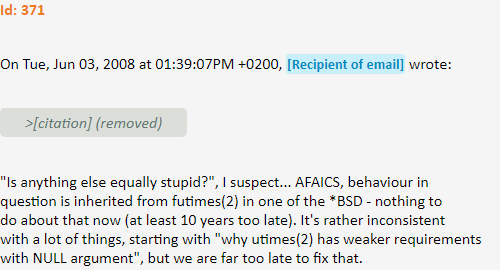 Id: 371
On Tue, Jun 03, 2008 at 01:39:07PM +0200, [Recipient of email] wrote:
>[citation] (removed)
"Is anything else equally stupid?", I suspect... AFAICS, behaviour in
question is inherited from futimes(2) in one of the *BSD - nothing to
do about that now (at least 10 years too late). It's rather inconsistent
with a lot of things, starting with "why utimes(2) has weaker requirements
with NULL argument", but we are far too late to fix that.